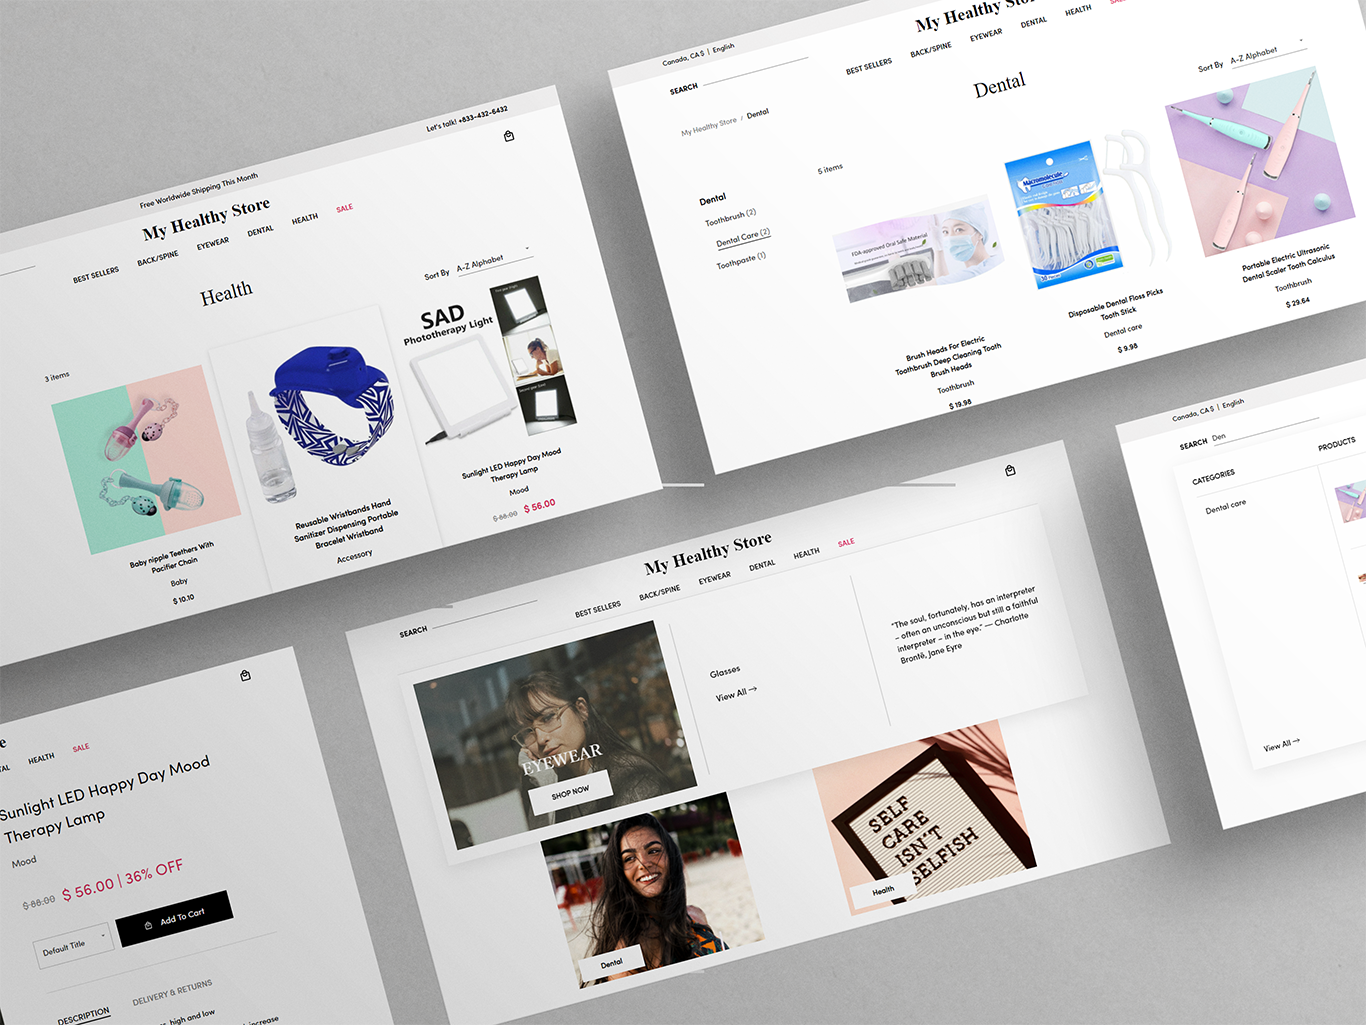 Free Worldwide Shipping This Month
Let's talk! +833-432-6432
My Healthy Store
BEST SELLERS
BACK/SPINE
EYEWEAR
DENTAL
HEALTH
SALE
Health
Sort By
A-Z Alphabet
3 items
Baby nipple Teethers With
Pacifier Chain
Baby
$ 10.10
Reusable Wristbands Hand
Sanitizer Dispensing Portable
Bracelet Wristband
Accessory
SAD
Phototherapy Light
Sunlight LED Happy Day Mood
Therapy Lamp
Mood
$ 88.00 $ 56.00
Canada, CA $ | English
SEARCH
My Healthy Store
BEST SELLERS
BACK/SPINE
EYEWEAR
DENTAL
HEALTH
My Healthy Store / Dental
Dental
Sort By
A-Z Alphabet
5 items
Dental
Toothbrush (2)
Dental Care (2)
Toothpaste (1)
FDA-approved Oral Safe Material
Brush Heads For Electric
Toothbrush Deep Cleaning Tooth
Brush Heads
Toothbrush
$ 19.98
Macromolecule
Disposable Dental Floss Picks
Tooth Stick
Dental care
$ 9.98
Portable Electric Ultrasonic
Dental Scaler Tooth Calculus
Toothbrush
$ 29.64
HEALTH
SALE
Sunlight LED Happy Day Mood
Therapy Lamp
Mood
$ 88.00 $ 56.00 | 36% OFF
Default Title
Add To Cart
DESCRIPTION
DELIVERY & RETURNS
high and low
increase
My Healthy Store
SEARCH
BEST SELLERS
BACK/SPINE
EYEWEAR
DENTAL
HEALTH
SALE
EYEWEAR
SHOP NOW
Glasses
View All →
"The soul, fortunately, has an interpreter
– often an unconscious but still a faithful
interpreter – in the eye." — Charlotte
Brontë, Jane Eyre
Dental
SELF
CARE
ISN'T
SELFISH
Health
Canada, CA $ | English
SEARCH Den
CATEGORIES
PRODUCTS
Dental care
View All →